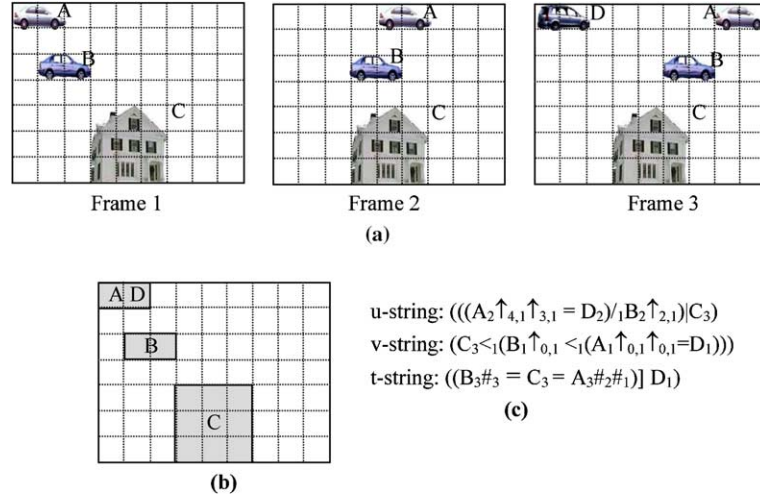 A D A
B B B
C C C
Frame 1 Frame 2 Frame 3
(a)
A D
B
C
(b)
u-string: (((A₂↑₄,₁↑₃,₁ = D₂)/₁B₂↑₂,₁)|C₃)
v-string: (C₃<₁(B₁↑₀,₁ <₁(A₁↑₀,₁↑₀,₁=D₁)))
t-string: ((B₃#₃ = C₃ = A₃#₂#₁)] D₁)
(c)